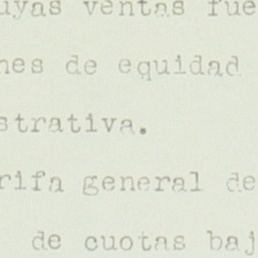 uyas ventas fue
nes de equidad
strativa.
rifa general de
de cuotas baj